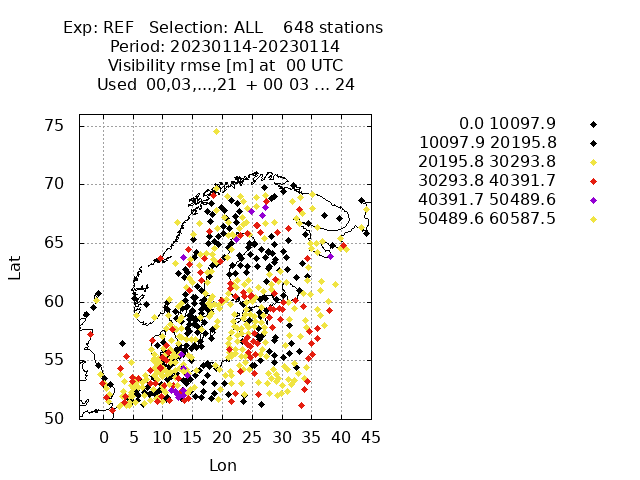 Exp: REF   Selection: ALL    648 stations
Period: 20230114-20230114
Visibility rmse [m] at  00 UTC
Used  00,03,...,21  + 00 03 ... 24
0.0 10097.9
10097.9 20195.8
20195.8 30293.8
30293.8 40391.7
40391.7 50489.6
50489.6 60587.5
75
70
65
60
55
50
Lat
0 5 10 15 20 25 30 35 40 45
Lon